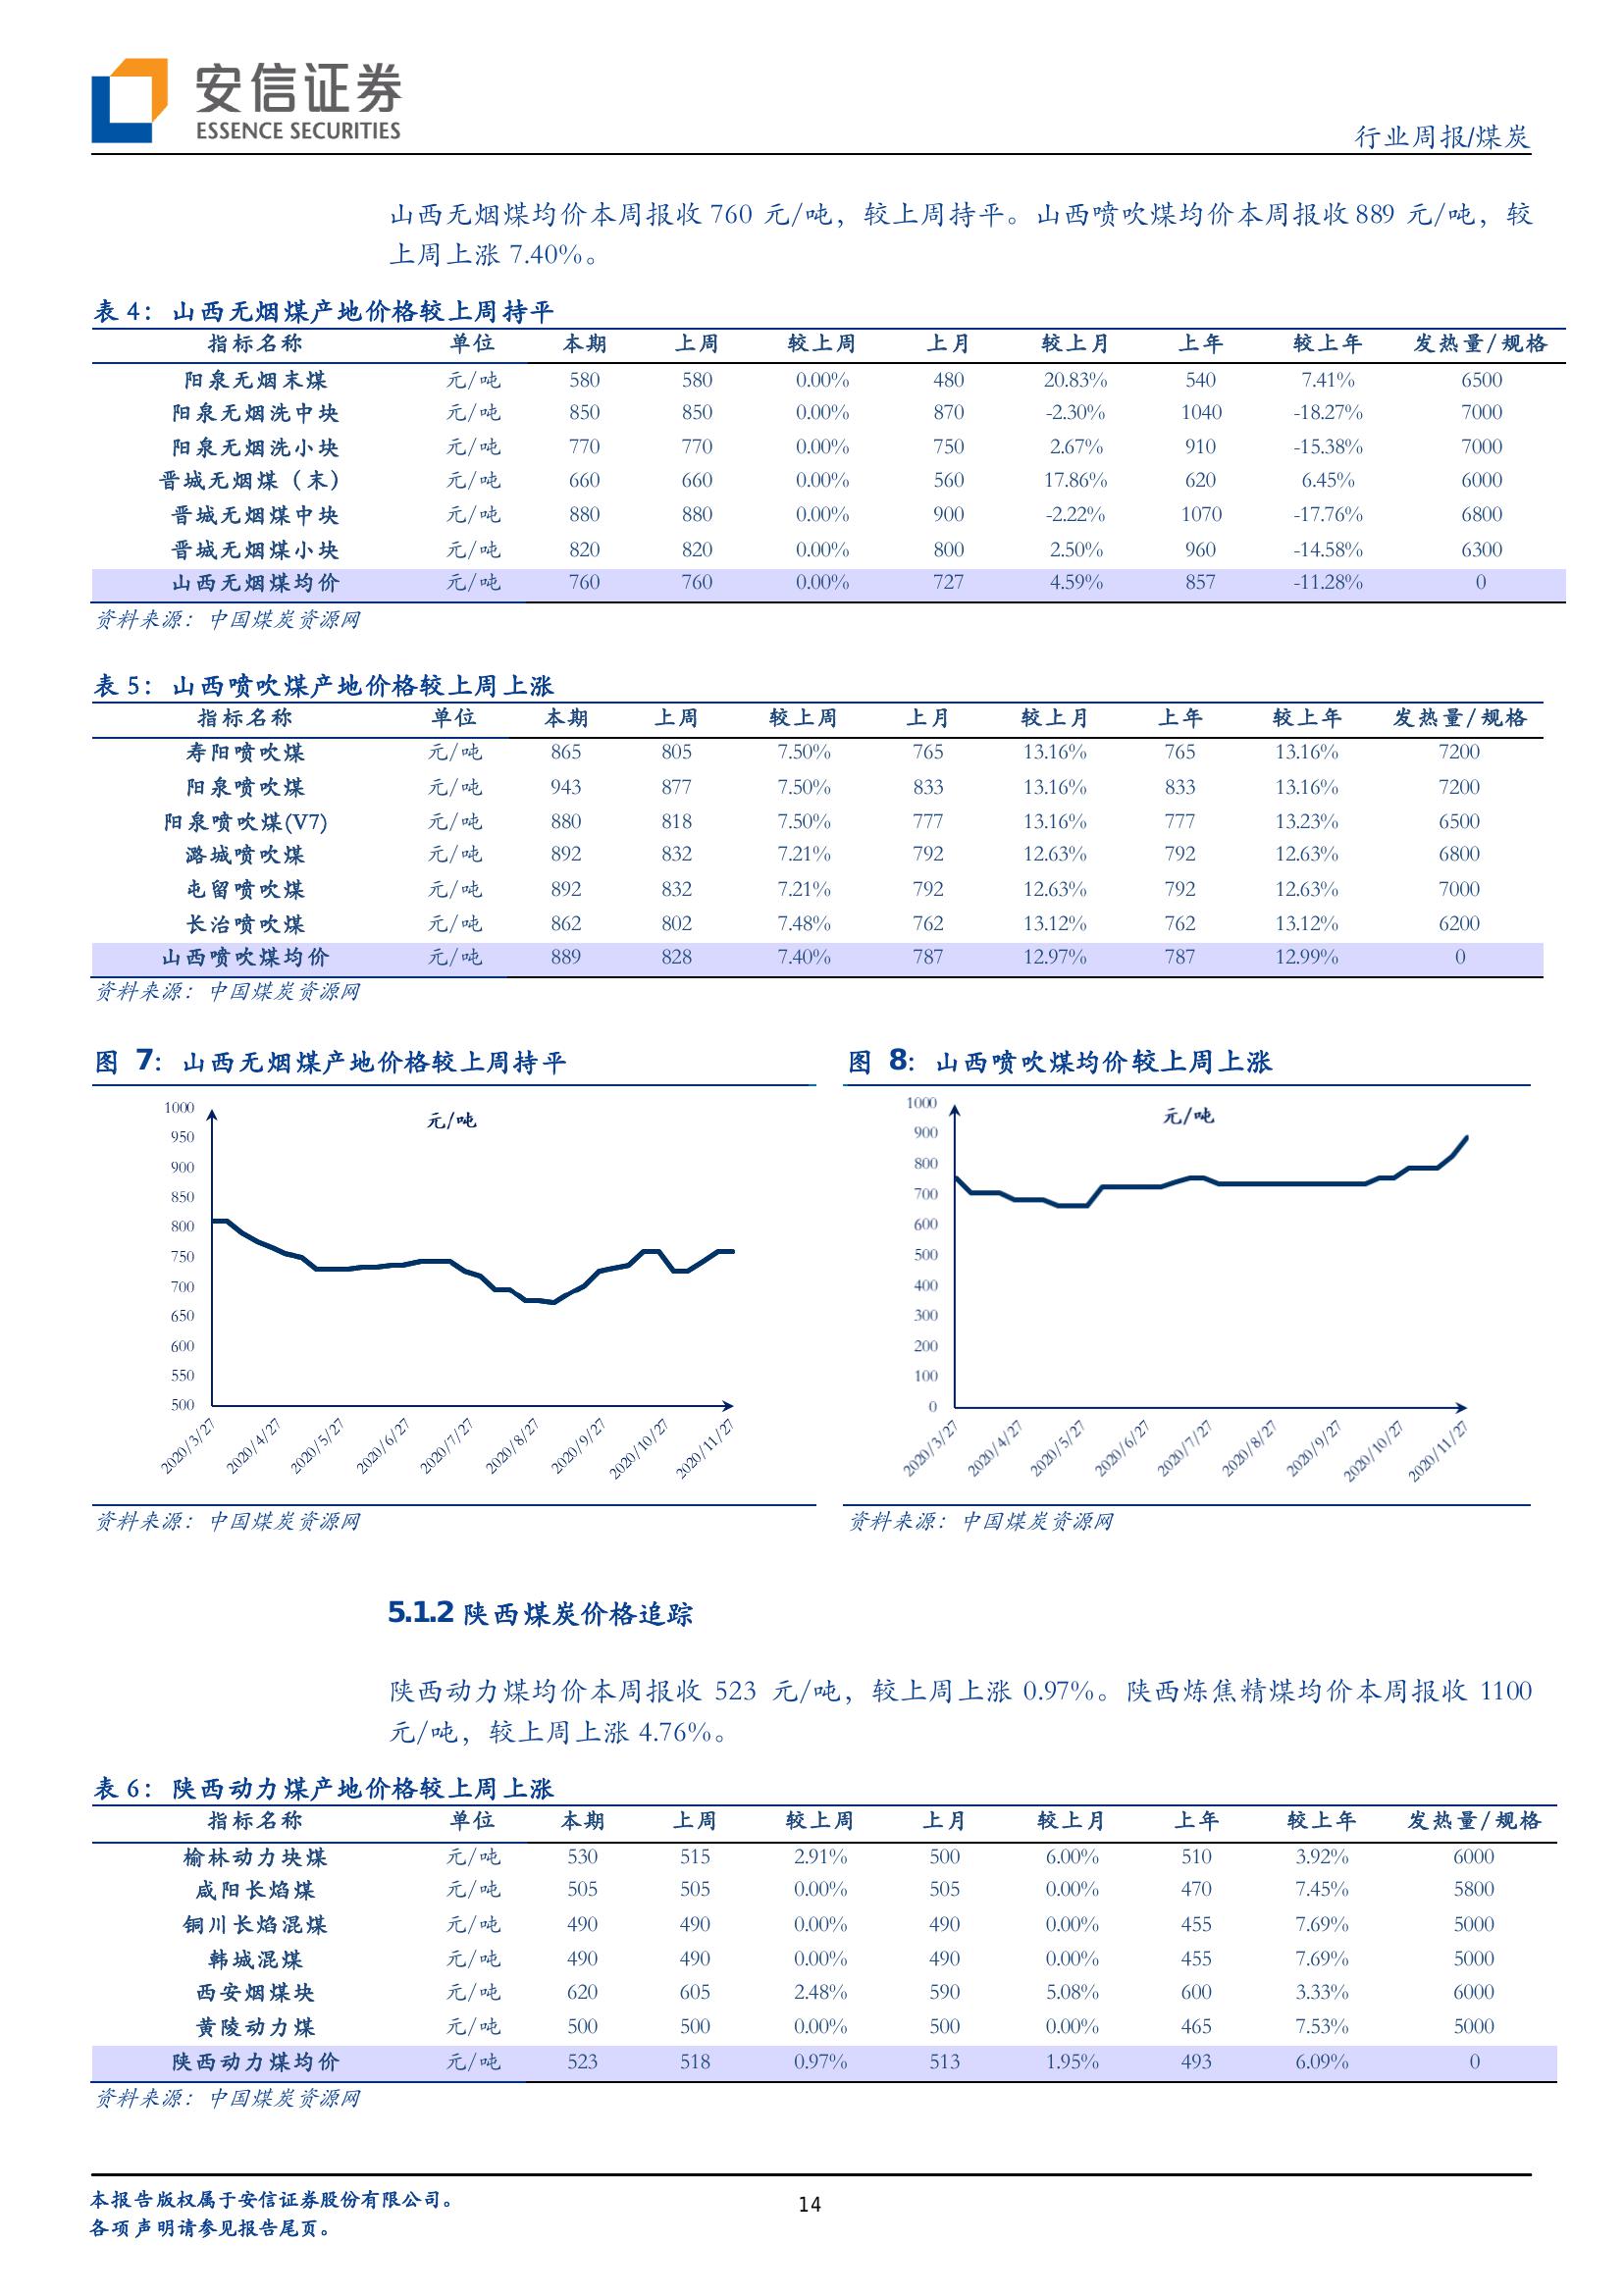 安信证券
ESSENCE SECURITIES
行业周报/煤炭
山西无烟煤均价本周报收 760 元/吨，较上周持平。山西喷吹煤均价本周报收 889 元/吨，较
上周上涨 7.40%。
表 4：山西无烟煤产地价格较上周持平
指标名称 单位 本期 上周 较上周 上月 较上月 上年 较上年 发热量/规格
阳泉无烟末煤 元/吨 580 580 0.00% 480 20.83% 540 7.41% 6500
阳泉无烟洗中块 元/吨 850 850 0.00% 870 -2.30% 1040 -18.27% 7000
阳泉无烟洗小块 元/吨 770 770 0.00% 750 2.67% 910 -15.38% 7000
晋城无烟煤（末） 元/吨 660 660 0.00% 560 17.86% 620 6.45% 6000
晋城无烟煤中块 元/吨 880 880 0.00% 900 -2.22% 1070 -17.76% 6800
晋城无烟煤小块 元/吨 820 820 0.00% 800 2.50% 960 -14.58% 6300
山西无烟煤均价 元/吨 760 760 0.00% 727 4.59% 857 -11.28% 0
资料来源：中国煤炭资源网
表 5：山西喷吹煤产地价格较上周上涨
指标名称 单位 本期 上周 较上周 上月 较上月 上年 较上年 发热量/规格
寿阳喷吹煤 元/吨 865 805 7.50% 765 13.16% 765 13.16% 7200
阳泉喷吹煤 元/吨 943 877 7.50% 833 13.16% 833 13.16% 7200
阳泉喷吹煤(V7) 元/吨 880 818 7.50% 777 13.16% 777 13.23% 6500
潞城喷吹煤 元/吨 892 832 7.21% 792 12.63% 792 12.63% 6800
屯留喷吹煤 元/吨 892 832 7.21% 792 12.63% 792 12.63% 7000
长治喷吹煤 元/吨 862 802 7.48% 762 13.12% 762 13.12% 6200
山西喷吹煤均价 元/吨 889 828 7.40% 787 12.97% 787 12.99% 0
资料来源：中国煤炭资源网
图 7：山西无烟煤产地价格较上周持平
元/吨
1000
950
900
850
800
750
700
650
600
550
500
2020/3/27 2020/4/27 2020/5/27 2020/6/27 2020/7/27 2020/8/27 2020/9/27 2020/10/27 2020/11/27
资料来源：中国煤炭资源网
图 8：山西喷吹煤均价较上周上涨
元/吨
1000
900
800
700
600
500
400
300
200
100
0
2020/3/27 2020/4/27 2020/5/27 2020/6/27 2020/7/27 2020/8/27 2020/9/27 2020/10/27 2020/11/27
资料来源：中国煤炭资源网
5.1.2 陕西煤炭价格追踪
陕西动力煤均价本周报收 523 元/吨，较上周上涨 0.97%。陕西炼焦精煤均价本周报收 1100
元/吨，较上周上涨 4.76%。
表 6：陕西动力煤产地价格较上周上涨
指标名称 单位 本期 上周 较上周 上月 较上月 上年 较上年 发热量/规格
榆林动力块煤 元/吨 530 515 2.91% 500 6.00% 510 3.92% 6000
咸阳长焰煤 元/吨 505 505 0.00% 505 0.00% 470 7.45% 5800
铜川长焰混煤 元/吨 490 490 0.00% 490 0.00% 455 7.69% 5000
韩城混煤 元/吨 490 490 0.00% 490 0.00% 455 7.69% 5000
西安烟煤块 元/吨 620 605 2.48% 590 5.08% 600 3.33% 6000
黄陵动力煤 元/吨 500 500 0.00% 500 0.00% 465 7.53% 5000
陕西动力煤均价 元/吨 523 518 0.97% 513 1.95% 493 6.09% 0
资料来源：中国煤炭资源网
本报告版权属于安信证券股份有限公司。
各项声明请参见报告尾页。
14